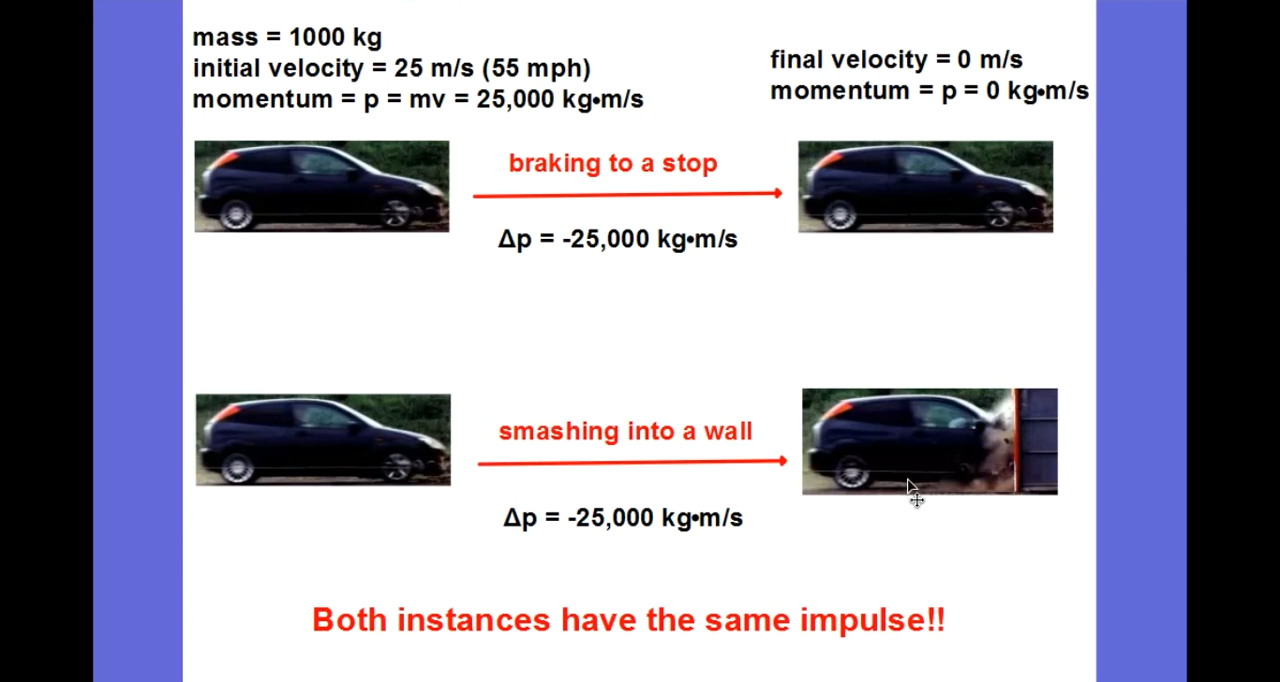 mass = 1000 kg
initial velocity = 25 m/s (55 mph)
momentum = p = mv = 25,000 kg•m/s
final velocity = 0 m/s
momentum = p = 0 kg•m/s
braking to a stop
Δp = -25,000 kg•m/s
smashing into a wall
Δp = -25,000 kg•m/s
Both instances have the same impulse!!